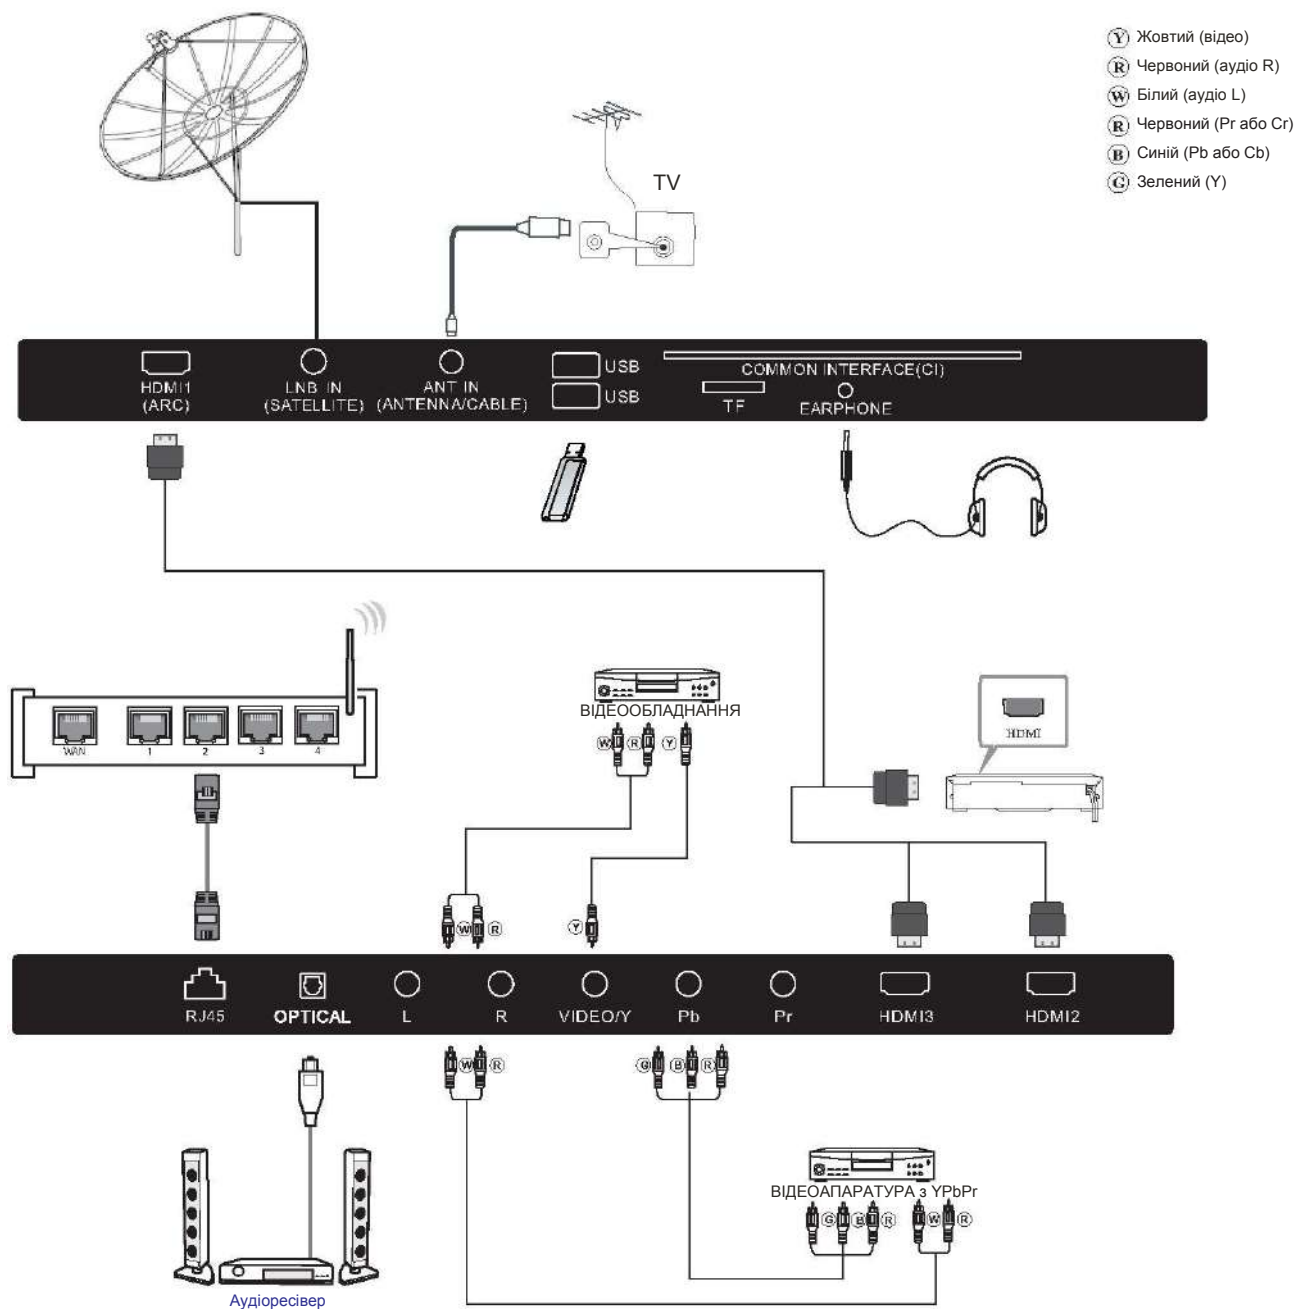 Y Жовтий (відео)
R Червоний (аудіо R)
W Білий (аудіо L)
R Червоний (Pr або Cr)
B Синій (Pb або Cb)
G Зелений (Y)
TV
HDMI1
(ARC)
LNB IN
(SATELLITE)
ANT IN
(ANTENNA/CABLE)
USB
USB
COMMON INTERFACE(CI)
TF
EARPHONE
WAN
1
2
3
4
ВІДЕООБЛАДНАННЯ
W R Y
HDMI
W R
Y
RJ45
OPTICAL
L
R
VIDEO/Y
Pb
Pr
HDMI3
HDMI2
W R
G B R
ВІДЕОАПАРАТУРА з YPbPr
G B R W R
Аудіоресівер